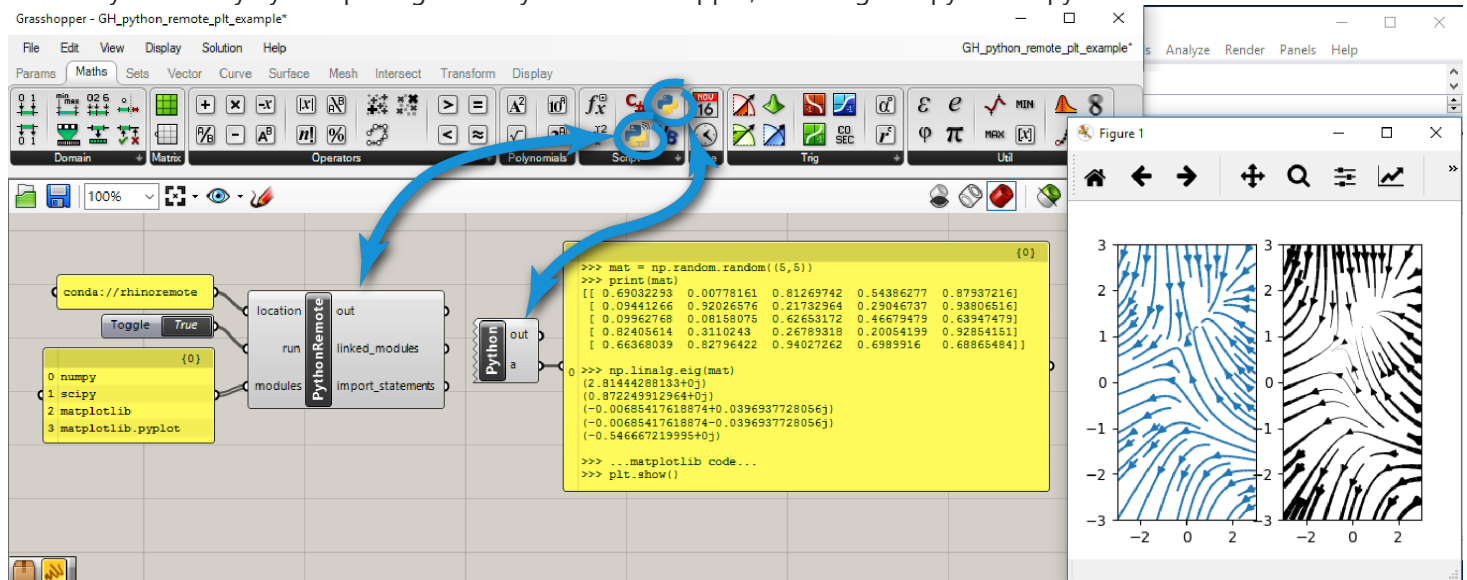 Grasshopper - GH_python_remote_plt_example*
File Edit View Display Solution Help
GH_python_remote_plt_example*
Analyze Render Panels Help
Params Maths Sets Vector Curve Surface Mesh Intersect Transform Display
Domain Matrix Operators Polynomials Script Trig Util
NOU 16
CO SEC
MIN
MAX
100%
Figure 1
conda://rhinoremote
Toggle True
{0}
0 numpy
1 scipy
2 matplotlib
3 matplotlib.pyplot
location
run
modules
PythonRemote
out
linked_modules
import_statements
Python
out
a
{0}
0
>>> mat = np.random.random((5,5))
>>> print(mat)
[[ 0.69032293 0.00778161 0.81269742 0.54386277 0.87937216]
[ 0.09441266 0.92026576 0.21732964 0.29046737 0.93806516]
[ 0.09962768 0.08158075 0.62653172 0.46679479 0.63947479]
[ 0.82405614 0.3110243 0.26789318 0.20054199 0.92854151]
[ 0.66368039 0.82796422 0.94027262 0.6989916 0.68865484]]
>>> np.linalg.eig(mat)
(2.81444288133+0j)
(0.872249912964+0j)
(-0.00685417618874+0.0396937728056j)
(-0.00685417618874-0.0396937728056j)
(-0.546667219995+0j)
>>> ...matplotlib code...
>>> plt.show()
3
2
1
0
−1
−2
−3
−2 0 2
3
2
1
0
−1
−2
−3
−2 0 2